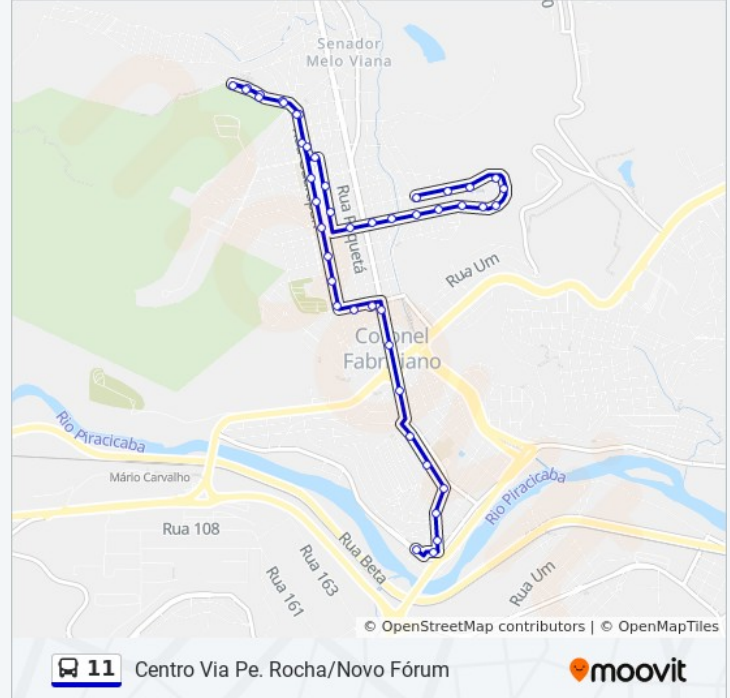 Senador
Melo Viana
Rua Piquetá
Rua Um
Coronel
Fabriciano
Rio Piracicaba
Mário Carvalho
Rio Piracicaba
Rua 108
Rua Beta
Rua 163
Rua 161
Rua Um
© OpenStreetMap contributors | © OpenMapTiles
11 Centro Via Pe. Rocha/Novo Fórum
moovit